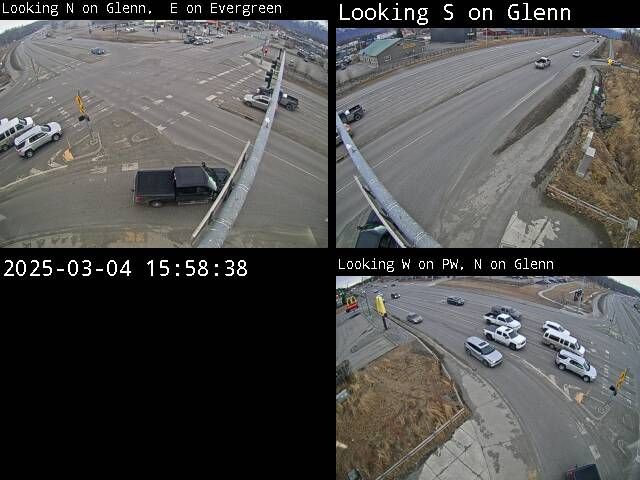 Looking N on Glenn,  E on Evergreen
Looking S on Glenn
2025-03-04 15:58:38
Looking W on PW, N on Glenn